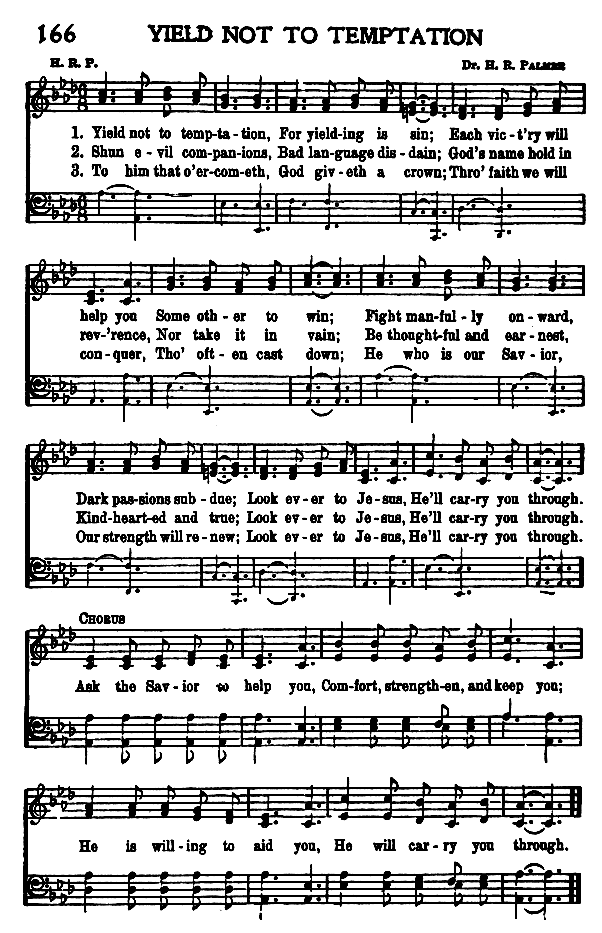 166 YIELD NOT TO TEMPTATION
H. R. P. Dr. H. R. Palmer
1. Yield not to temp-ta-tion, For yield-ing is sin; Each vic-t'ry will
2. Shun e-vil com-pan-ions, Bad lan-guage dis-dain; God's name hold in
3. To him that o'er-com-eth, God giv-eth a crown; Thro' faith we will
help you Some oth-er to win; Fight man-ful-ly on-ward,
rev-'rence, Nor take it in vain; Be thought-ful and ear-nest,
con-quer, Tho' oft-en cast down; He who is our Sav-ior,
Dark pas-sions sub-due; Look ev-er to Je-sus, He'll car-ry you through.
Kind-heart-ed and true; Look ev-er to Je-sus, He'll car-ry you through.
Our strength will re-new; Look ev-er to Je-sus, He'll car-ry you through.
Chorus
Ask the Sav-ior to help you, Com-fort, strength-en, and keep you;
He is will-ing to aid you, He will car-ry you through.